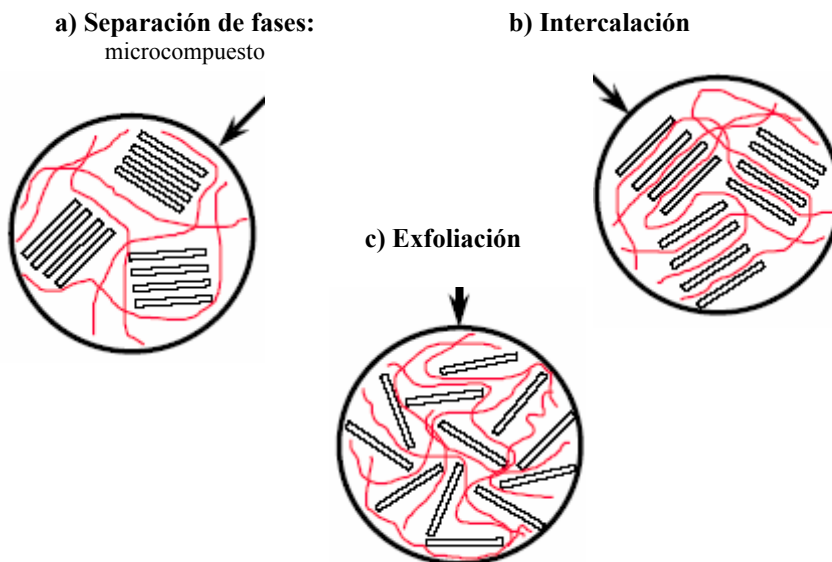 a) Separación de fases:
microcompuesto
b) Intercalación
c) Exfoliación